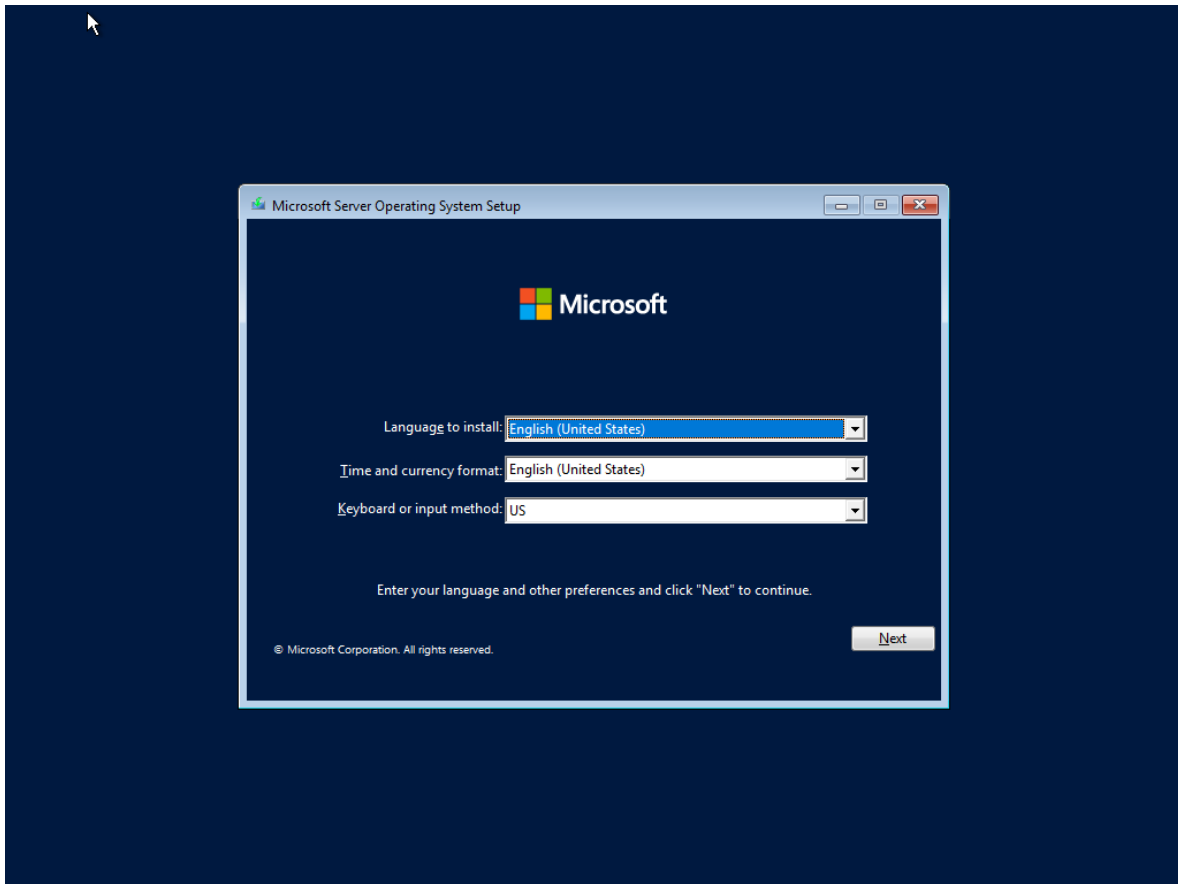 Microsoft Server Operating System Setup
Microsoft
Language to install: English (United States)
Time and currency format: English (United States)
Keyboard or input method: US
Enter your language and other preferences and click "Next" to continue.
Next
© Microsoft Corporation. All rights reserved.